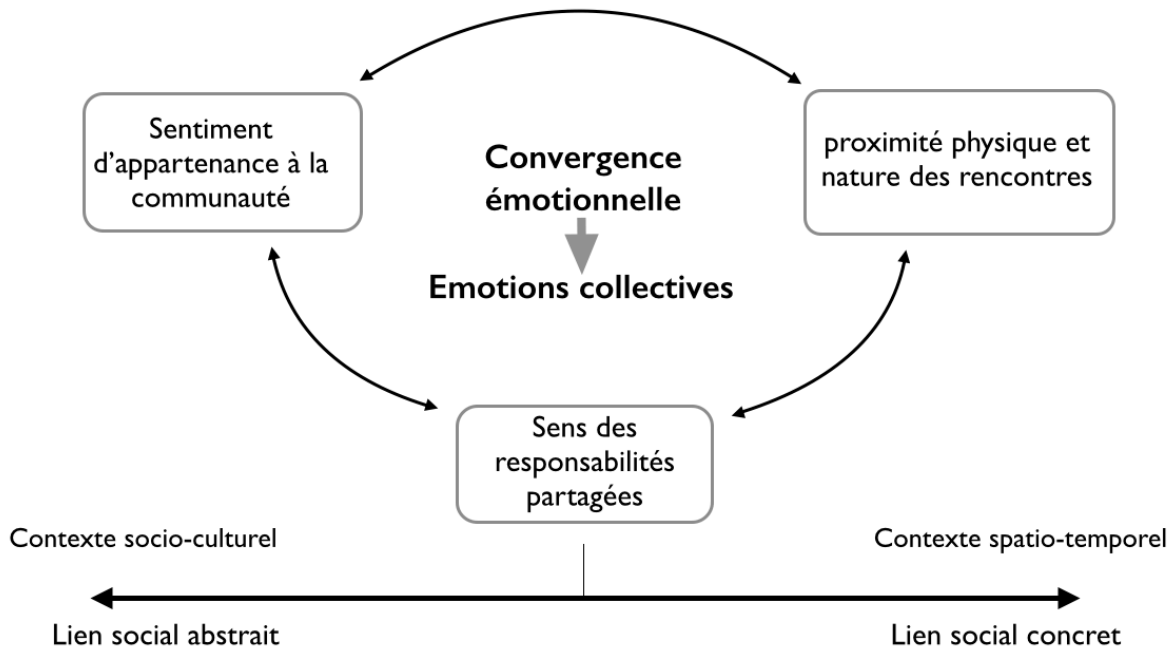 Sentiment
d'appartenance à la
communauté
Convergence
émotionnelle
proximité physique et
nature des rencontres
Emotions collectives
Sens des
responsabilités
partagées
Contexte socio-culturel
Contexte spatio-temporel
Lien social abstrait
Lien social concret